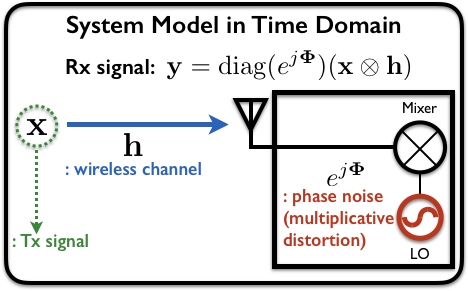 System Model in Time Domain
Rx signal: y = diag(e^{jΦ})(x ⊗ h)
x
h
: wireless channel
: Tx signal
Mixer
e^{jΦ}
: phase noise
(multiplicative
distortion)
LO